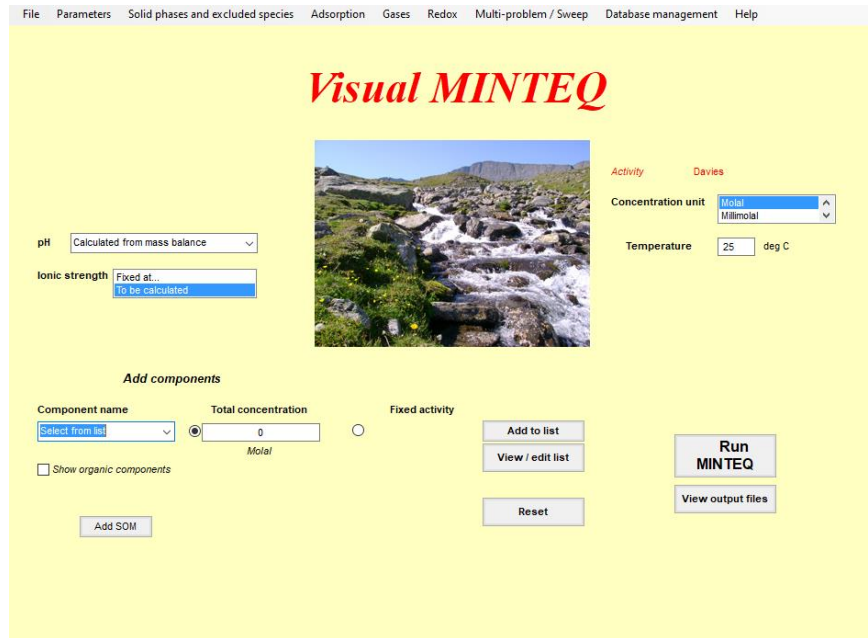 File Parameters Solid phases and excluded species Adsorption Gases Redox Multi-problem / Sweep Database management Help
Visual MINTEQ
Activity Davies
Concentration unit Molal
Millimolal
pH Calculated from mass balance
Temperature 25 deg C
Ionic strength Fixed at...
To be calculated
Add components
Component name Total concentration Fixed activity
Select from list 0 Add to list
Molal
View / edit list
Show organic components
Run
MINTEQ
View output files
Reset
Add SOM